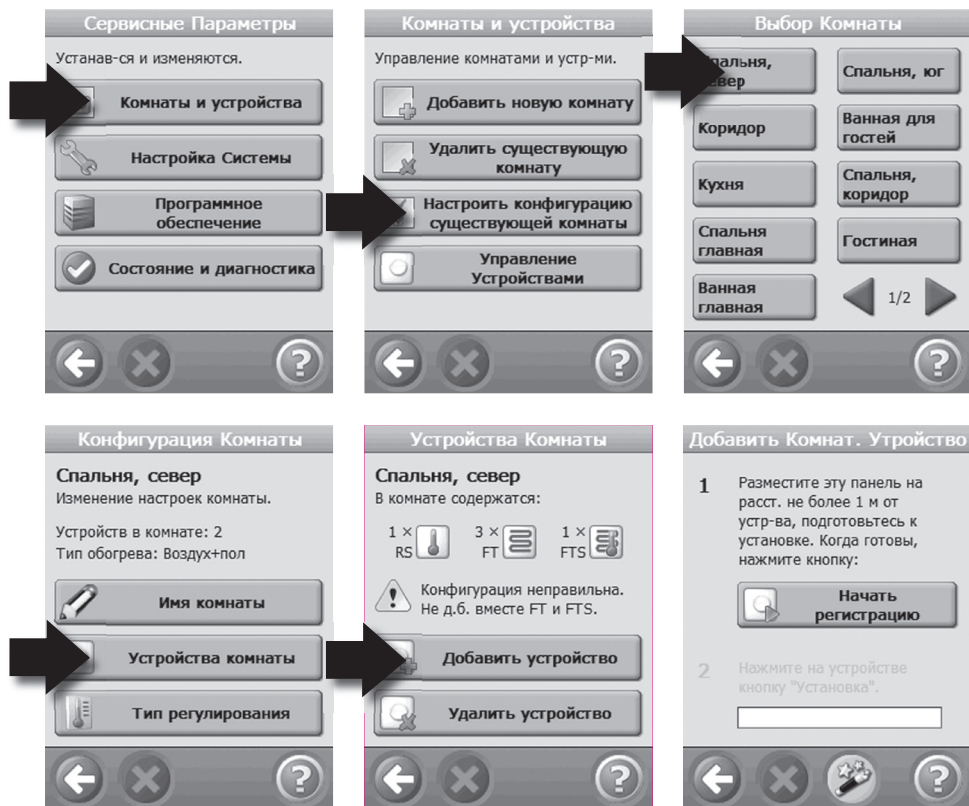 Сервисные Параметры
Устанав-ся и изменяются.
Комнаты и устройства
Настройка Системы
Программное
обеспечение
Состояние и диагностика
Комнаты и устройства
Управление комнатами и устр-ми.
Добавить новую комнату
Удалить существующую
комнату
Настроить конфигурацию
существующей комнаты
Управление
Устройствами
Выбор Комнаты
Спальня, юг
Коридор
Ванная для
гостей
Кухня
Спальня,
коридор
Спальня
главная
Гостиная
Ванная
главная
1/2
Конфигурация Комнаты
Спальня, север
Изменение настроек комнаты.
Устройств в комнате: 2
Тип обогрева: Воздух+пол
Имя комнаты
Устройства комнаты
Тип регулирования
Устройства Комнаты
Спальня, север
В комнате содержатся:
1 × RS
3 × FT
1 × FTS
Конфигурация неправильна.
Не д.б. вместе FT и FTS.
Добавить устройство
Удалить устройство
Добавить Комнат. Утройство
1 Разместите эту панель на
расст. не более 1 м от
устр-ва, подготовьтесь к
установке. Когда готовы,
нажмите кнопку:
Начать
регистрацию
2 Нажмите на устройстве
кнопку "Установка".